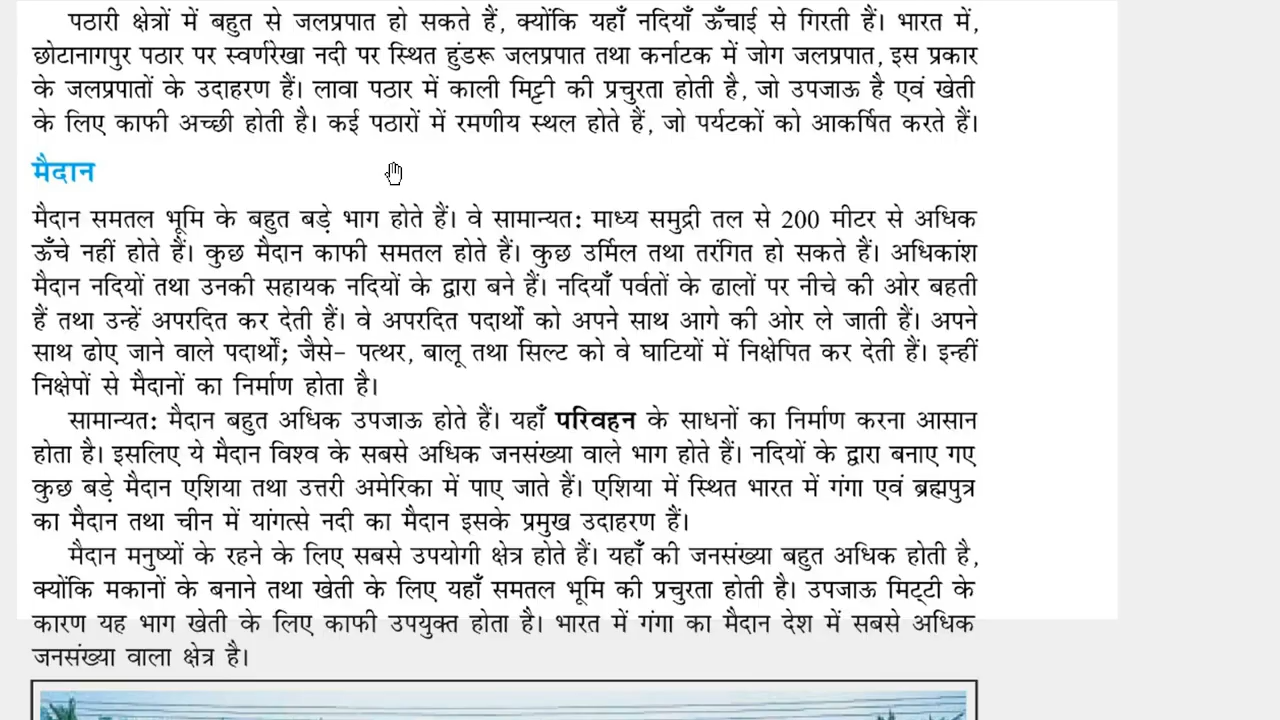 पठारी क्षेत्रों में बहुत से जलप्रपात हो सकते हैं, क्योंकि यहाँ नदियाँ ऊँचाई से गिरती हैं। भारत में,
छोटानागपुर पठार पर स्वर्णरेखा नदी पर स्थित हुंडरू जलप्रपात तथा कर्नाटक में जोग जलप्रपात, इस प्रकार
के जलप्रपातों के उदाहरण हैं। लावा पठार में काली मिट्टी की प्रचुरता होती है, जो उपजाऊ है एवं खेती
के लिए काफी अच्छी होती है। कई पठारों में रमणीय स्थल होते हैं, जो पर्यटकों को आकर्षित करते हैं।
मैदान
मैदान समतल भूमि के बहुत बड़े भाग होते हैं। वे सामान्यत: माध्य समुद्री तल से 200 मीटर से अधिक
ऊँचे नहीं होते हैं। कुछ मैदान काफी समतल होते हैं। कुछ उर्मिल तथा तरंगित हो सकते हैं। अधिकांश
मैदान नदियों तथा उनकी सहायक नदियों के द्वारा बने हैं। नदियाँ पर्वतों के ढालों पर नीचे की ओर बहती
हैं तथा उन्हें अपरदित कर देती हैं। वे अपरदित पदार्थों को अपने साथ आगे की ओर ले जाती हैं। अपने
साथ ढोए जाने वाले पदार्थों; जैसे- पत्थर, बालू तथा सिल्ट को वे घाटियों में निक्षेपित कर देती हैं। इन्हीं
निक्षेपों से मैदानों का निर्माण होता है।
सामान्यत: मैदान बहुत अधिक उपजाऊ होते हैं। यहाँ परिवहन के साधनों का निर्माण करना आसान
होता है। इसलिए ये मैदान विश्व के सबसे अधिक जनसंख्या वाले भाग होते हैं। नदियों के द्वारा बनाए गए
कुछ बड़े मैदान एशिया तथा उत्तरी अमेरिका में पाए जाते हैं। एशिया में स्थित भारत में गंगा एवं ब्रह्मपुत्र
का मैदान तथा चीन में यांगत्से नदी का मैदान इसके प्रमुख उदाहरण हैं।
मैदान मनुष्यों के रहने के लिए सबसे उपयोगी क्षेत्र होते हैं। यहाँ की जनसंख्या बहुत अधिक होती है,
क्योंकि मकानों के बनाने तथा खेती के लिए यहाँ समतल भूमि की प्रचुरता होती है। उपजाऊ मिट्‌टी के
कारण यह भाग खेती के लिए काफी उपयुक्त होता है। भारत में गंगा का मैदान देश में सबसे अधिक
जनसंख्या वाला क्षेत्र है।